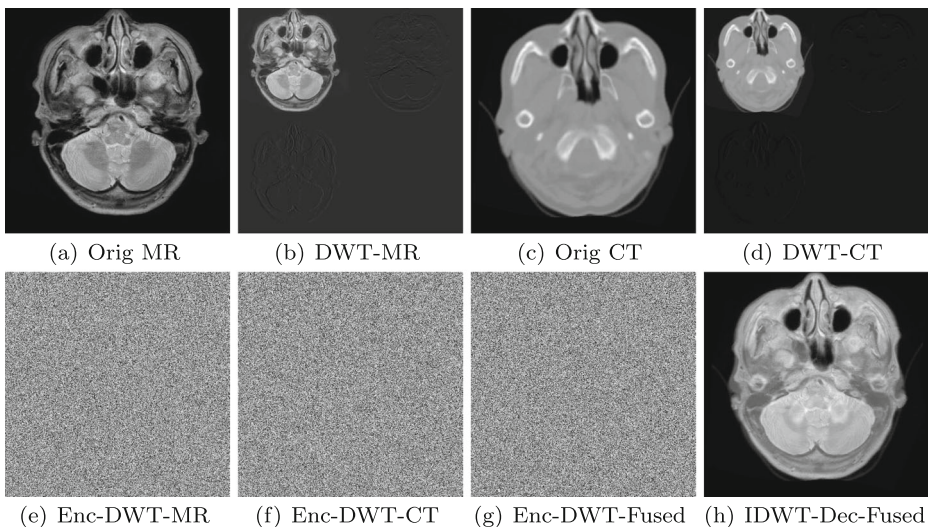 (a) Orig MR
(b) DWT-MR
(c) Orig CT
(d) DWT-CT
(e) Enc-DWT-MR
(f) Enc-DWT-CT
(g) Enc-DWT-Fused
(h) IDWT-Dec-Fused